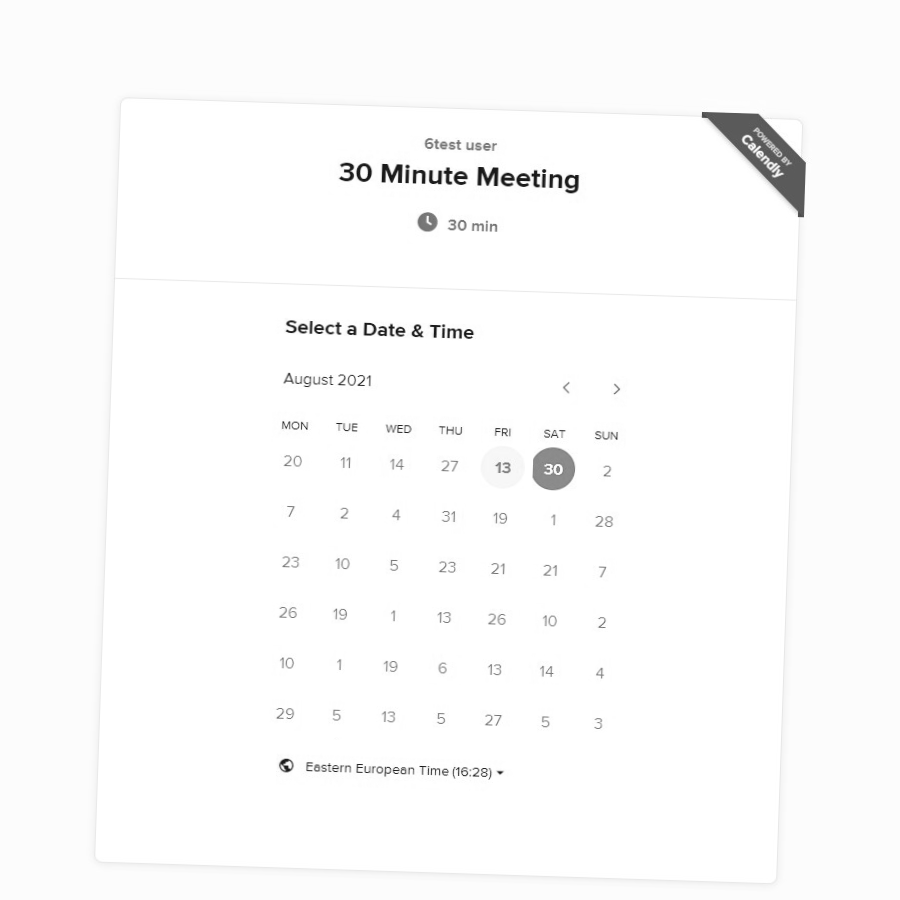 6test user
POWERED BY
Calendly
30 Minute Meeting
30 min
Select a Date & Time
August 2021
MON TUE WED THU FRI SAT SUN
20 11 14 27 13 30 2
7 2 4 31 19 1 28
23 10 5 23 21 21 7
26 19 1 13 26 10 2
10 1 19 6 13 14 4
29 5 13 5 27 5 3
Eastern European Time (16:28)